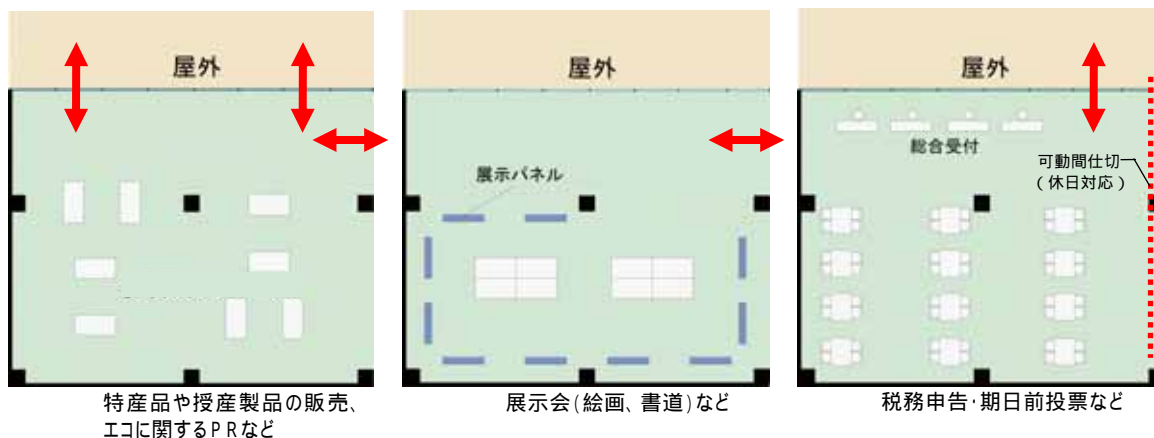 屋外
特産品や授産製品の販売、
エコに関するPRなど
屋外
展示パネル
展示会(絵画、書道)など
屋外
総合受付
可動間仕切
(休日対応)
税務申告・期日前投票など